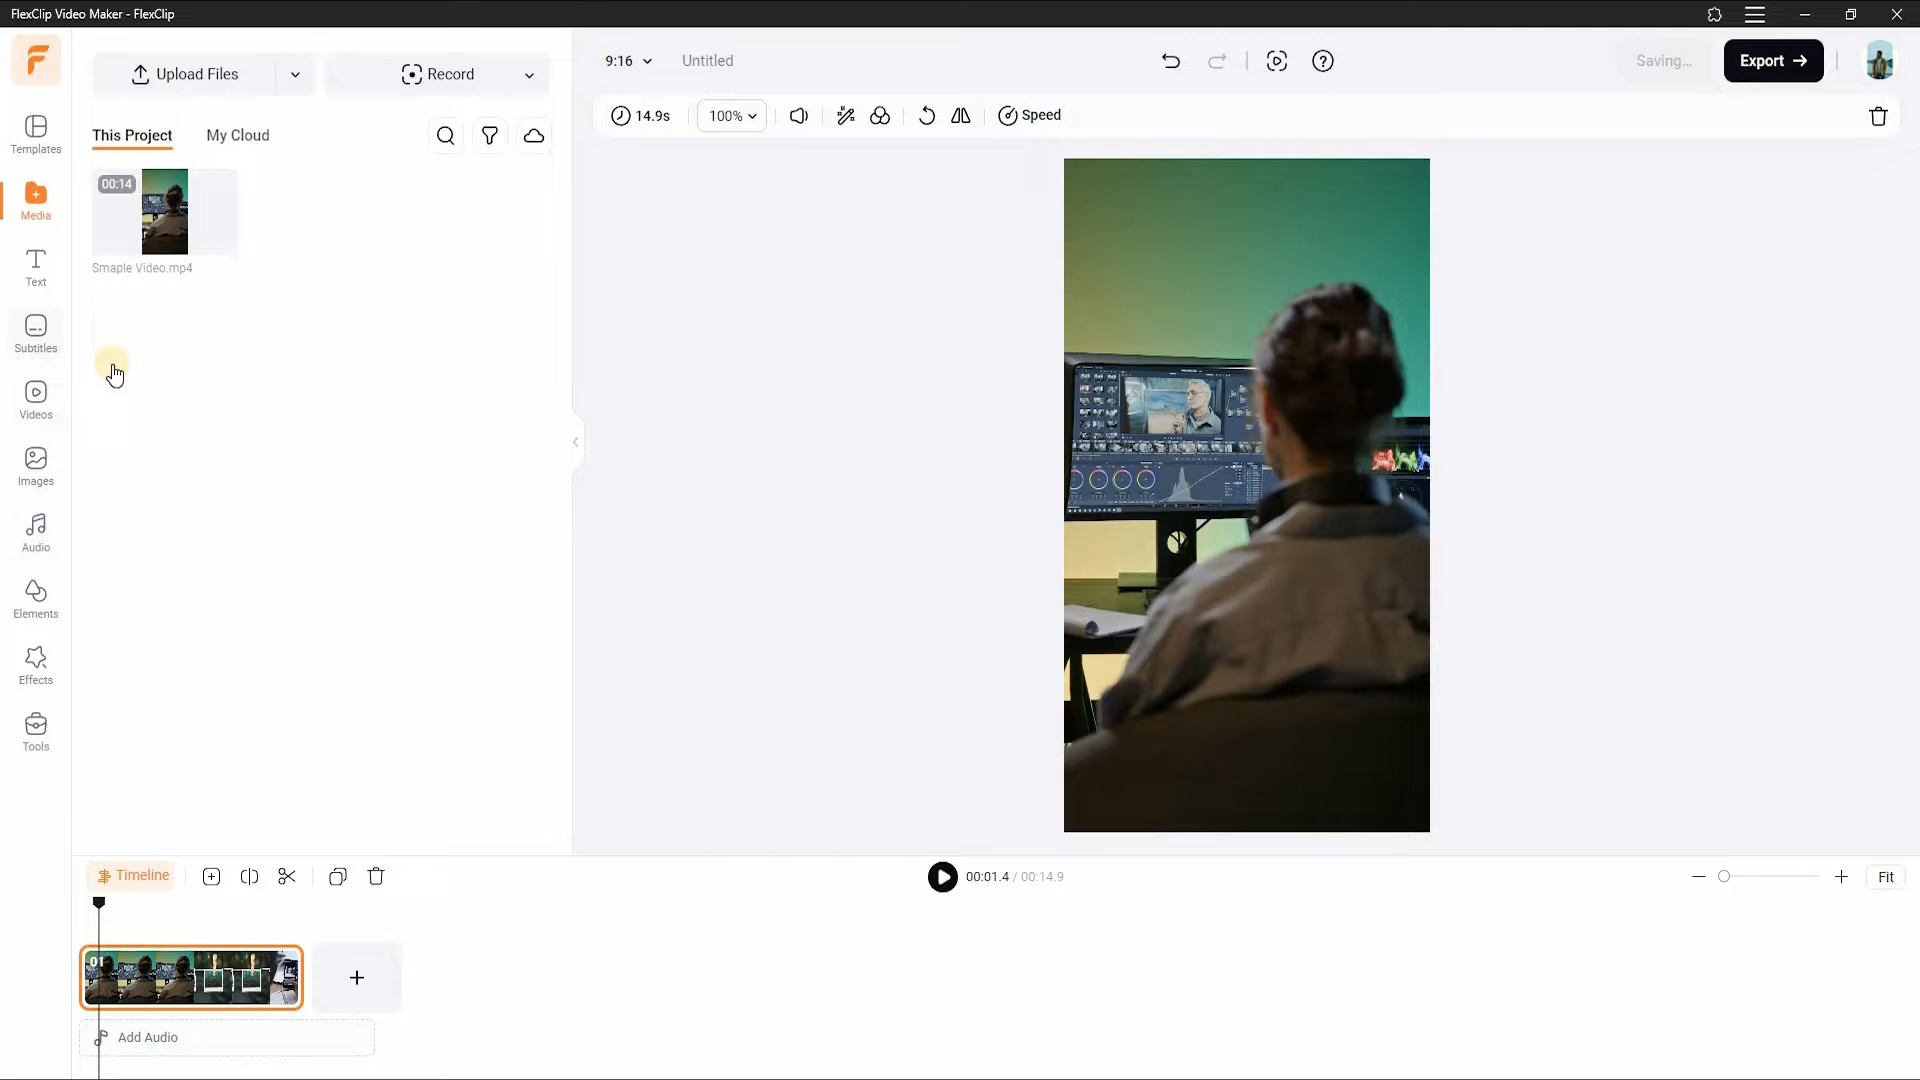 FlexClip Video Maker - FlexClip
Upload Files
Record
9:16
Untitled
Saving...
Export
14.9s
100%
Speed
This Project
My Cloud
00:14
Smaple Video.mp4
Templates
Media
Text
Subtitles
Videos
Images
Audio
Elements
Effects
Tools
Timeline
00:01.4 / 00:14.9
Fit
01
Add Audio